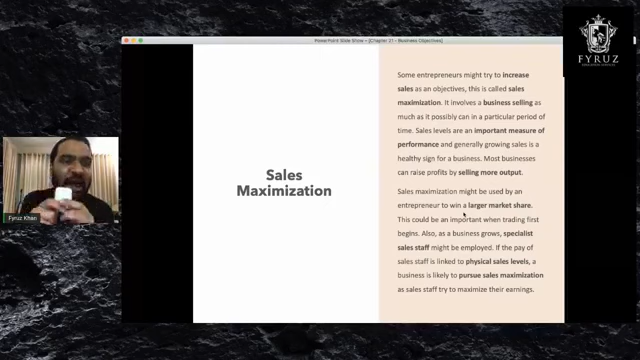 PowerPoint Slide Show - [Chapter 21 - Business Objectives]
FYRUZ
Sales
Maximization
Some entrepreneurs might try to increase
sales as an objectives, this is called sales
maximization. It involves a business selling as
much as it possibly can in a particular period of
time. Sales levels are an important measure of
performance and generally growing sales is a
healthy sign for a business. Most businesses
can raise profits by selling more output.
Sales maximization might be used by an
entrepreneur to win a larger market share.
This could be an important when trading first
begins. Also, as a business grows, specialist
sales staff might be employed. If the pay of
sales staff is linked to physical sales levels, a
business is likely to pursue sales maximization
as sales staff try to maximize their earnings.
Fyruz Khan